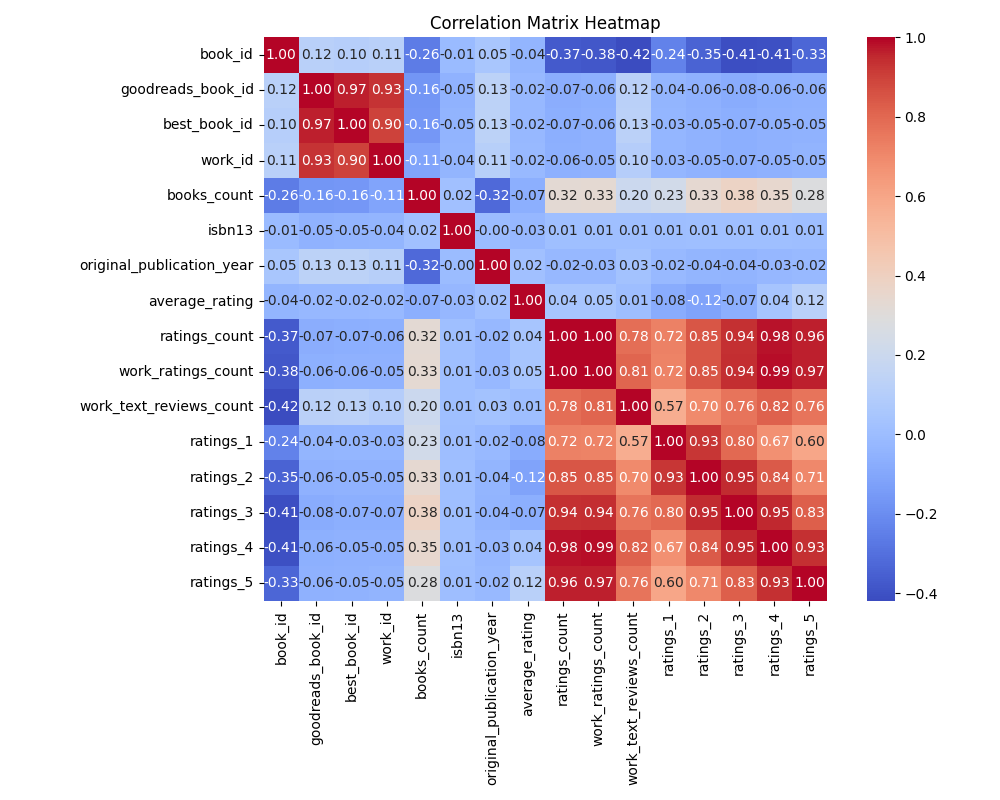 Correlation Matrix Heatmap
book_id 1.00 0.12 0.10 0.11 -0.26 -0.01 0.05 -0.04 -0.37 -0.38 -0.42 -0.24 -0.35 -0.41 -0.41 -0.33
goodreads_book_id 0.12 1.00 0.97 0.93 -0.16 -0.05 0.13 -0.02 -0.07 -0.06 0.12 -0.04 -0.06 -0.08 -0.06 -0.06
best_book_id 0.10 0.97 1.00 0.90 -0.16 -0.05 0.13 -0.02 -0.07 -0.06 0.13 -0.03 -0.05 -0.07 -0.05 -0.05
work_id 0.11 0.93 0.90 1.00 -0.11 -0.04 0.11 -0.02 -0.06 -0.05 0.10 -0.03 -0.05 -0.07 -0.05 -0.05
books_count -0.26 -0.16 -0.16 -0.11 1.00 0.02 -0.32 -0.07 0.32 0.33 0.20 0.23 0.33 0.38 0.35 0.28
isbn13 -0.01 -0.05 -0.05 -0.04 0.02 1.00 -0.00 -0.03 0.01 0.01 0.01 0.01 0.01 0.01 0.01 0.01
original_publication_year 0.05 0.13 0.13 0.11 -0.32 -0.00 1.00 0.02 -0.02 -0.03 0.03 -0.02 -0.04 -0.04 -0.03 -0.02
average_rating -0.04 -0.02 -0.02 -0.02 -0.07 -0.03 0.02 1.00 0.04 0.05 0.01 -0.08 -0.12 -0.07 0.04 0.12
ratings_count -0.37 -0.07 -0.07 -0.06 0.32 0.01 -0.02 0.04 1.00 1.00 0.78 0.72 0.85 0.94 0.98 0.96
work_ratings_count -0.38 -0.06 -0.06 -0.05 0.33 0.01 -0.03 0.05 1.00 1.00 0.81 0.72 0.85 0.94 0.99 0.97
work_text_reviews_count -0.42 0.12 0.13 0.10 0.20 0.01 0.03 0.01 0.78 0.81 1.00 0.57 0.70 0.76 0.82 0.76
ratings_1 -0.24 -0.04 -0.03 -0.03 0.23 0.01 -0.02 -0.08 0.72 0.72 0.57 1.00 0.93 0.80 0.67 0.60
ratings_2 -0.35 -0.06 -0.05 -0.05 0.33 0.01 -0.04 -0.12 0.85 0.85 0.70 0.93 1.00 0.95 0.84 0.71
ratings_3 -0.41 -0.08 -0.07 -0.07 0.38 0.01 -0.04 -0.07 0.94 0.94 0.76 0.80 0.95 1.00 0.95 0.83
ratings_4 -0.41 -0.06 -0.05 -0.05 0.35 0.01 -0.03 0.04 0.98 0.99 0.82 0.67 0.84 0.95 1.00 0.93
ratings_5 -0.33 -0.06 -0.05 -0.05 0.28 0.01 -0.02 0.12 0.96 0.97 0.76 0.60 0.71 0.83 0.93 1.00
book_id
goodreads_book_id
best_book_id
work_id
books_count
isbn13
original_publication_year
average_rating
ratings_count
work_ratings_count
work_text_reviews_count
ratings_1
ratings_2
ratings_3
ratings_4
ratings_5
1.0
0.8
0.6
0.4
0.2
0.0
−0.2
−0.4